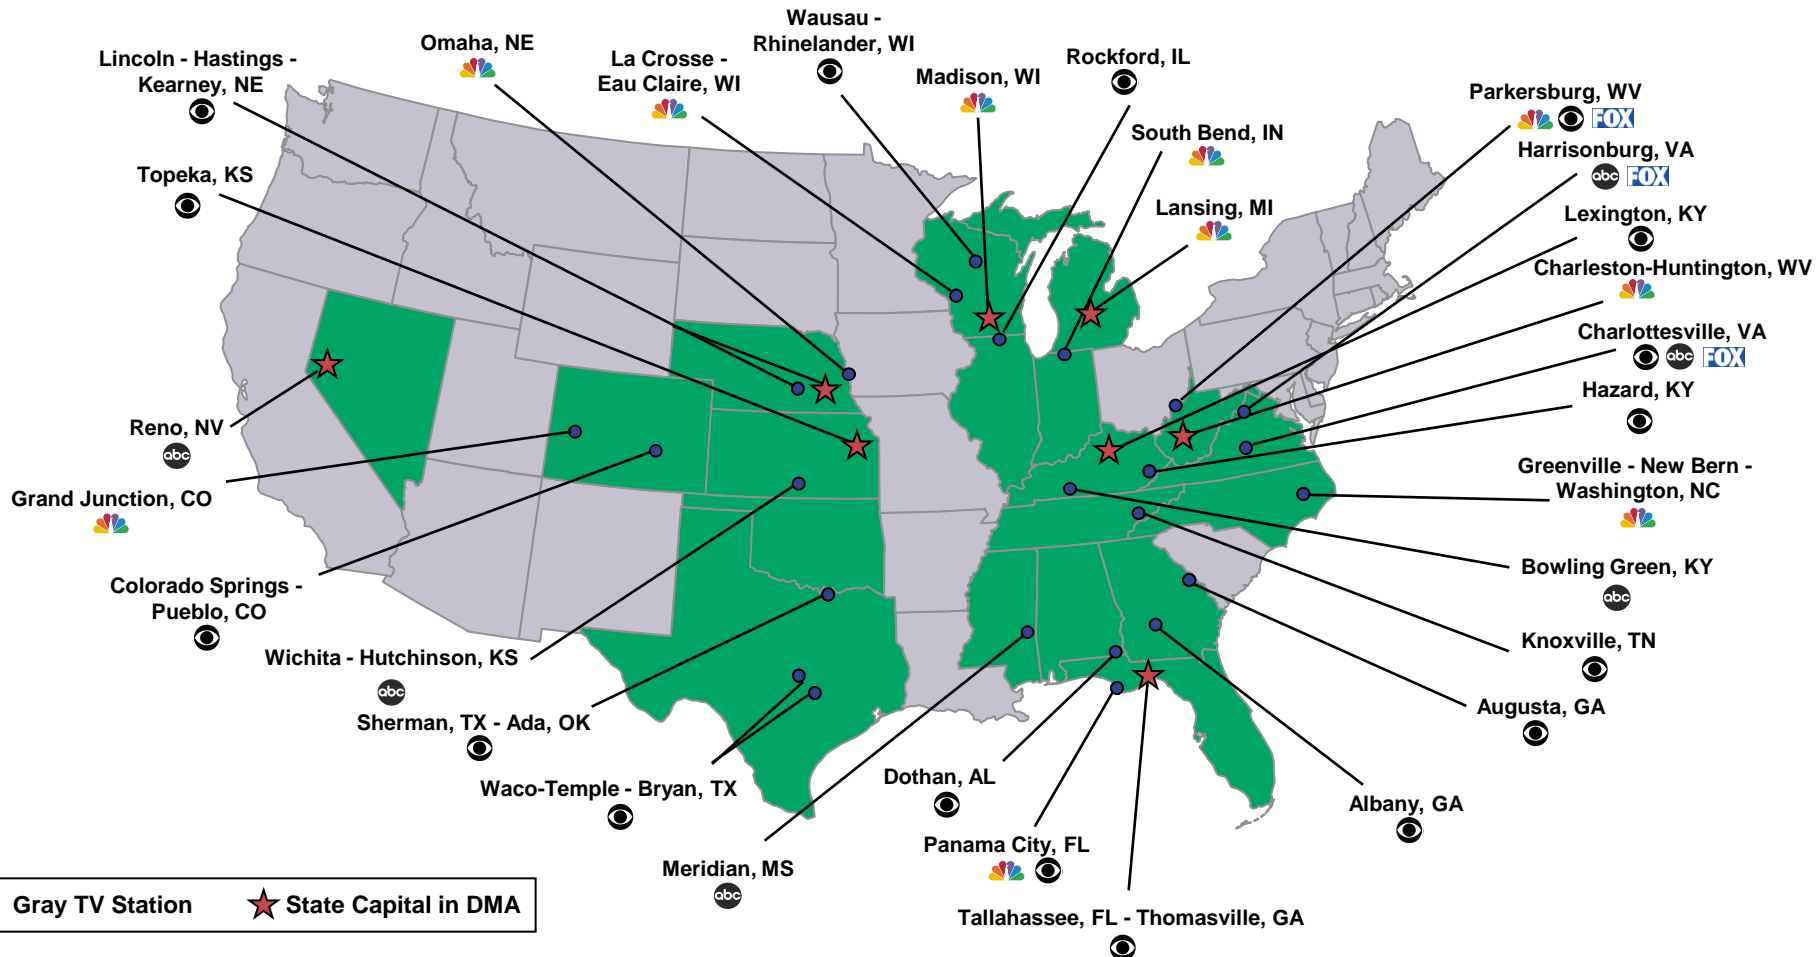 Wausau -
Rhinelander, WI
Omaha, NE
Lincoln - Hastings -
Kearney, NE
La Crosse -
Eau Claire, WI
Rockford, IL
Madison, WI
Parkersburg, WV
FOX
South Bend, IN
Harrisonburg, VA
abc FOX
Topeka, KS
Lansing, MI
Lexington, KY
Charleston-Huntington, WV
Charlottesville, VA
abc FOX
Hazard, KY
Reno, NV
abc
Grand Junction, CO
Greenville - New Bern -
Washington, NC
Bowling Green, KY
abc
Colorado Springs -
Pueblo, CO
Knoxville, TN
Wichita - Hutchinson, KS
abc
Augusta, GA
Sherman, TX - Ada, OK
Waco-Temple - Bryan, TX
Dothan, AL
Albany, GA
Panama City, FL
Meridian, MS
abc
Tallahassee, FL - Thomasville, GA
Gray TV Station
State Capital in DMA